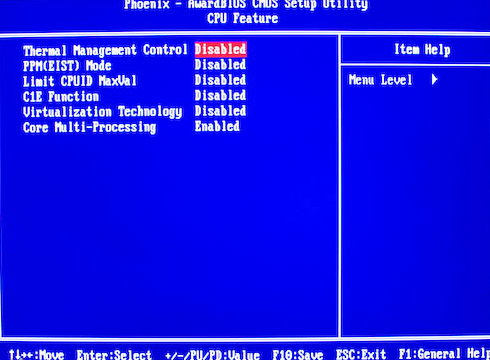 Phoenix - AwardBIOS CMOS Setup Utility
CPU Feature
Thermal Management Control Disabled
PPM(EIST) Mode Disabled
Limit CPUID MaxVal Disabled
C1E Function Disabled
Virtualization Technology Disabled
Core Multi-Processing Enabled
Item Help
Menu Level ►
↑↓→←:Move Enter:Select +/-/PU/PD:Value F10:Save ESC:Exit F1:General Help